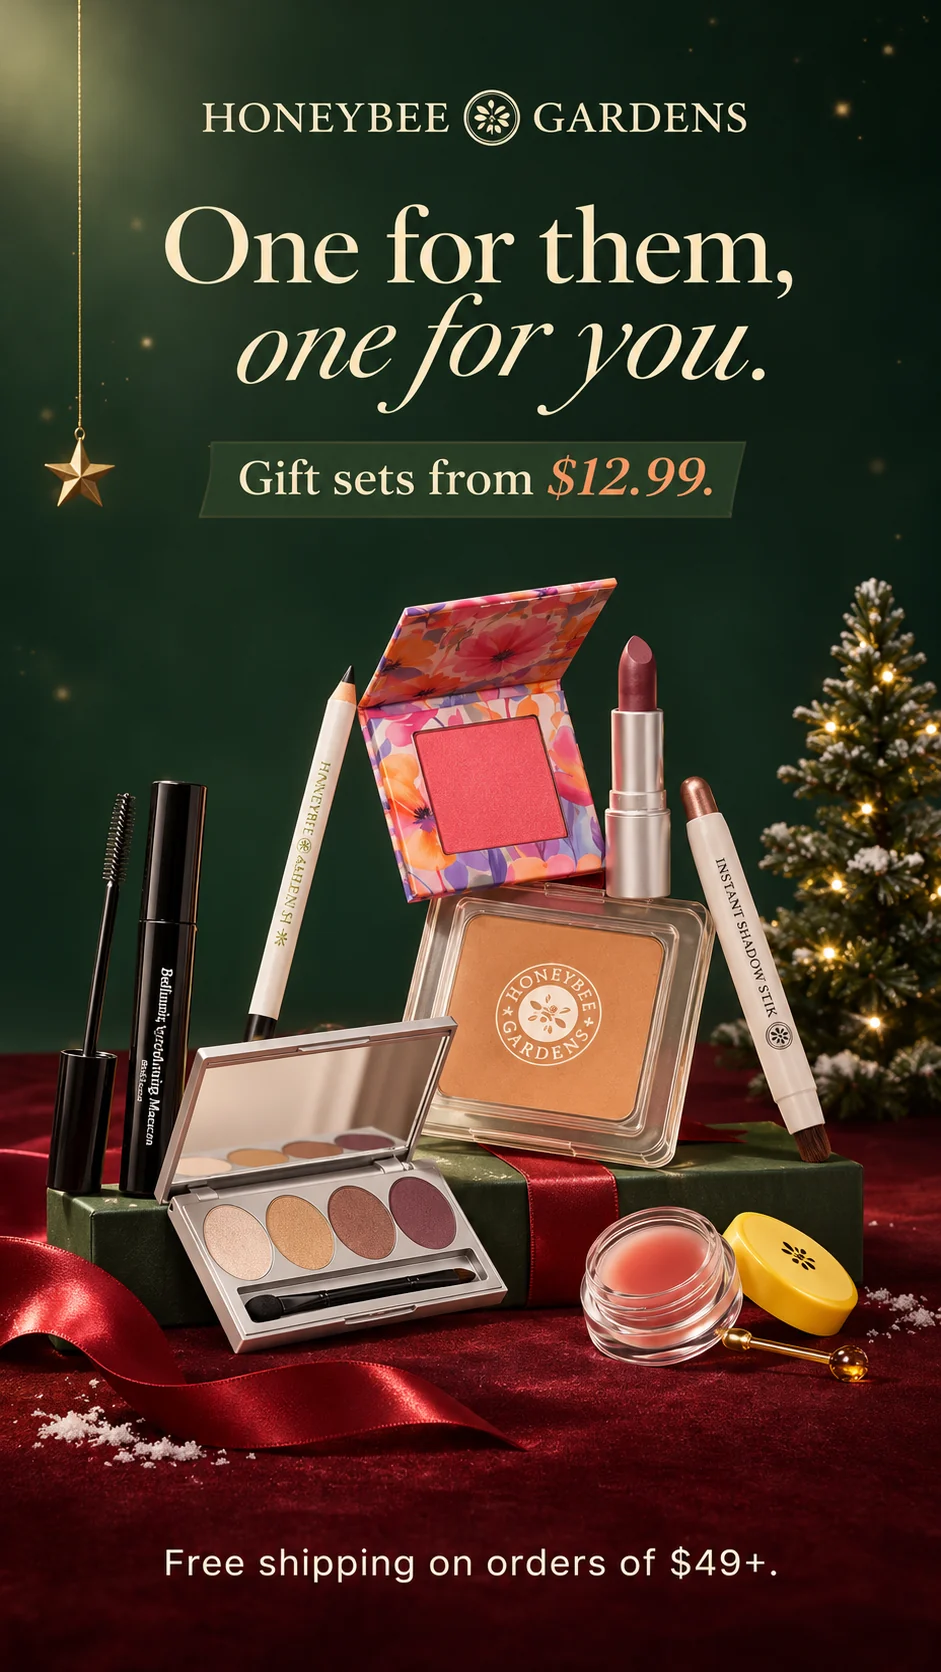 HONEYBEE GARDENS
One for them,
one for you.
Gift sets from $12.99.
HONEYBEE
INSTANT SHADOW STIK
HONEYBEE
GARDENS
Free shipping on orders of $49+.